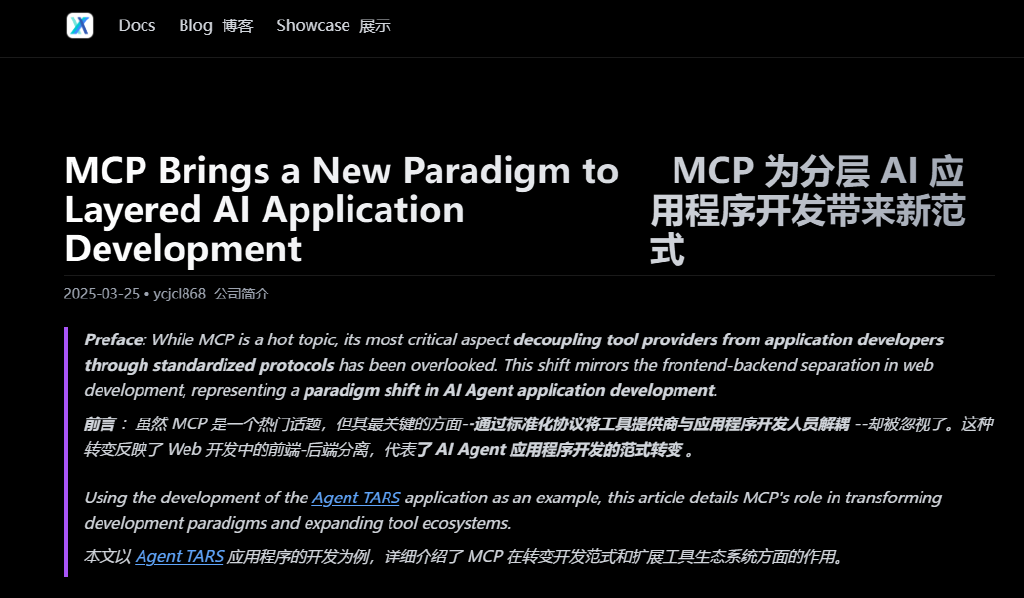 Docs Blog 博客 Showcase 展示
MCP Brings a New Paradigm to
Layered AI Application
Development
MCP 为分层 AI 应
用程序开发带来新范
式
2025-03-25 • ycjcl868 公司简介
Preface: While MCP is a hot topic, its most critical aspect decoupling tool providers from application developers
through standardized protocols has been overlooked. This shift mirrors the frontend-backend separation in web
development, representing a paradigm shift in AI Agent application development.
前言 ：虽然 MCP 是一个热门话题，但其最关键的方面--通过标准化协议将工具提供商与应用程序开发人员解耦 --却被忽视了。这种
转变反映了 Web 开发中的前端-后端分离，代表了 AI Agent 应用程序开发的范式转变 。
Using the development of the Agent TARS application as an example, this article details MCP's role in transforming
development paradigms and expanding tool ecosystems.
本文以 Agent TARS 应用程序的开发为例，详细介绍了 MCP 在转变开发范式和扩展工具生态系统方面的作用。